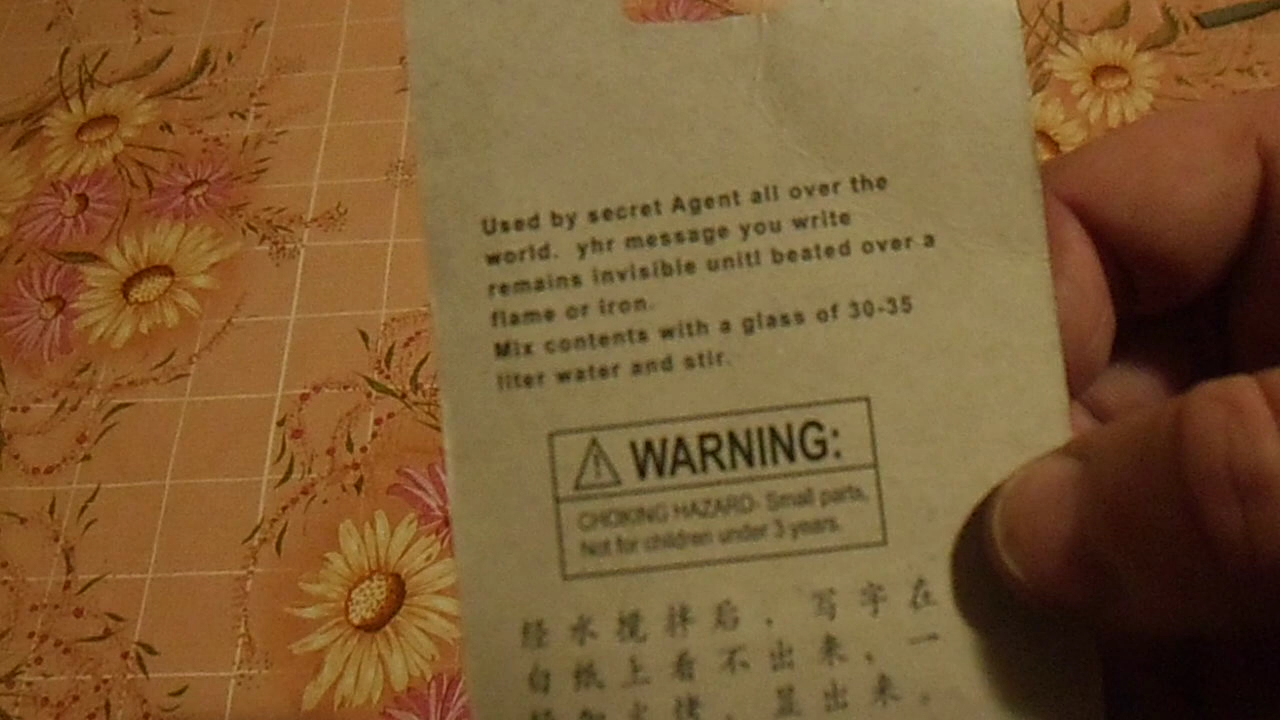 Used by secret Agent all over the
world. yhr message you write
remains invisible unitl beated over a
flame or iron.
Mix contents with a glass of 30-35
liter water and stir.
WARNING:
CHOKING HAZARD- Small parts,
Not for children under 3 years.
经水搅拌后，写字在
白纸上看不出来、一
显出来。